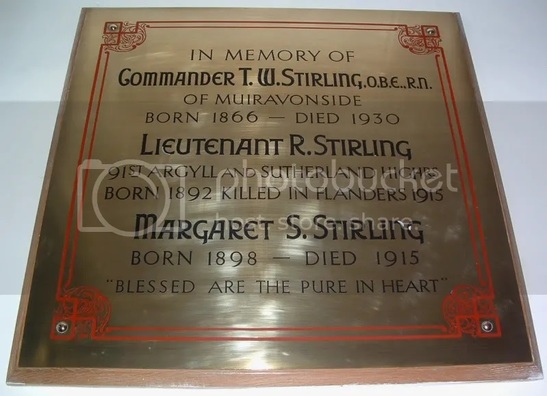 IN MEMORY OF
COMMANDER T. W. STIRLING, O.B.E., R.N.
OF MUIRAVONSIDE
BORN 1866 — DIED 1930
LIEUTENANT R. STIRLING
91ST ARGYLL AND SUTHERLAND HIGHRS
BORN 1892 KILLED IN FLANDERS 1915
MARGARET S. STIRLING
BORN 1898 — DIED 1915
"BLESSED ARE THE PURE IN HEART"
photobucket